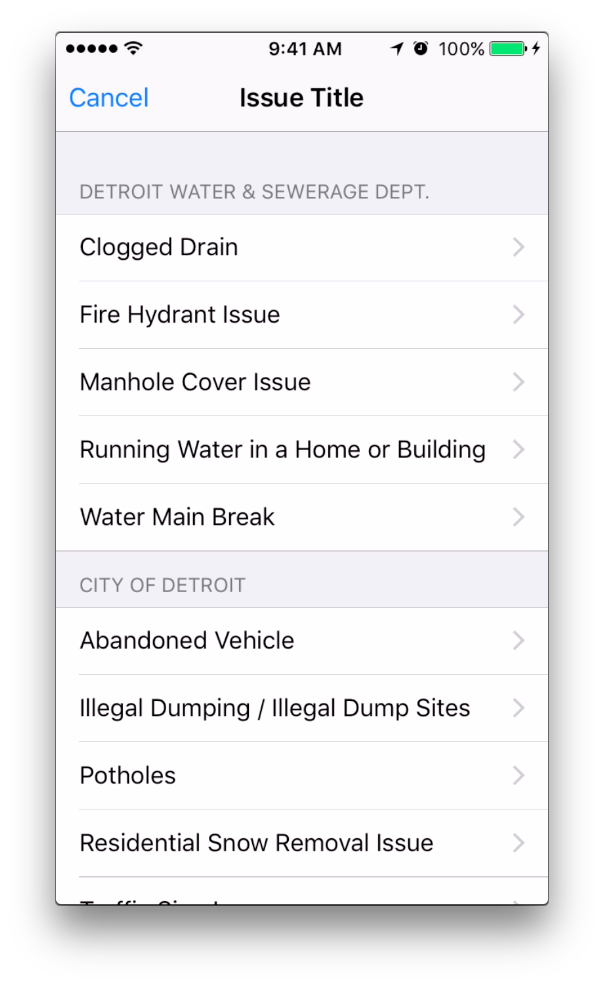 9:41 AM 100%
Cancel Issue Title
DETROIT WATER & SEWERAGE DEPT.
Clogged Drain
Fire Hydrant Issue
Manhole Cover Issue
Running Water in a Home or Building
Water Main Break
CITY OF DETROIT
Abandoned Vehicle
Illegal Dumping / Illegal Dump Sites
Potholes
Residential Snow Removal Issue